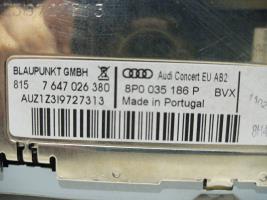 BLAUPUNKT GMBH
815 7 647 026 380
AUZ1Z3I9727313
Audi Concert EU AB2
8P0 035 186 P BVX
Made in Portugal